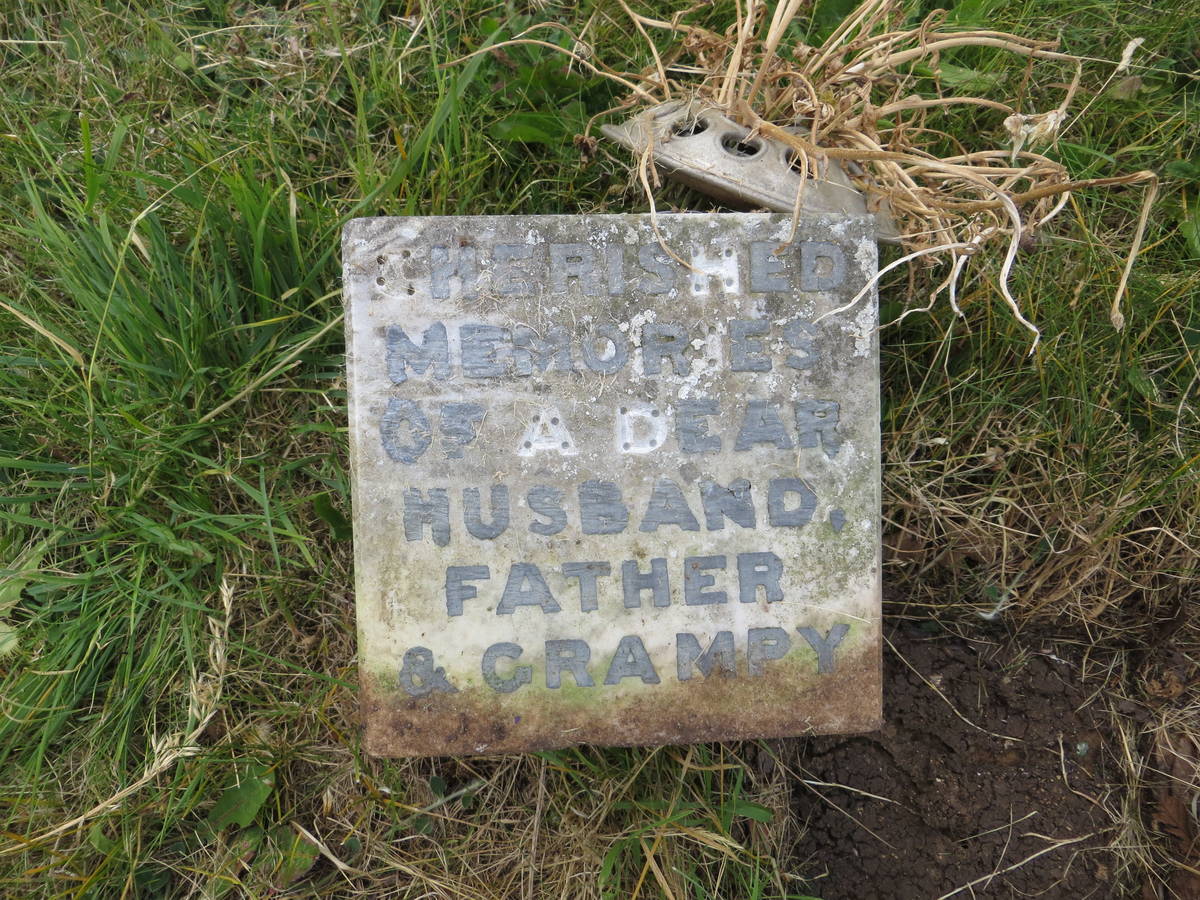 CHERISHED
MEMORIES
OF A DEAR
HUSBAND,
FATHER
& GRAMPY